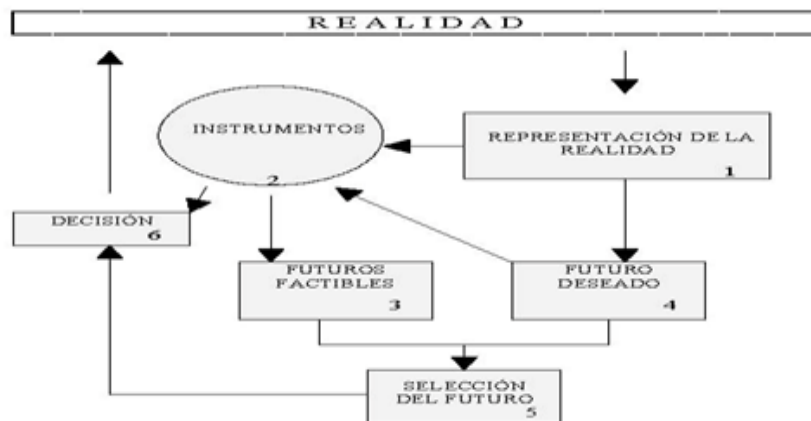 REALIDAD
INSTRUMENTOS
2
REPRESENTACIÓN DE LA
REALIDAD
1
DECISIÓN
6
FUTUROS
FACTIBLES
3
FUTURO
DESEADO
4
SELECCIÓN
DEL FUTURO
5